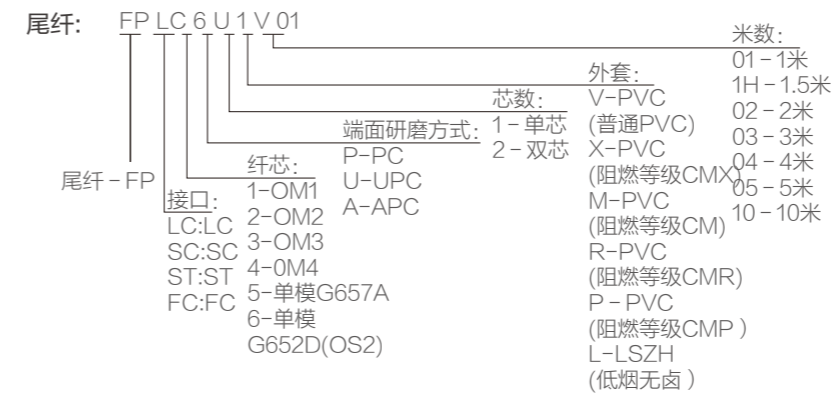 尾纤: FP LC 6 U 1 V 01
尾纤-FP
接口:
LC:LC
SC:SC
ST:ST
FC:FC
纤芯:
1-OM1
2-OM2
3-OM3
4-0M4
5-单模G657A
6-单模
G652D(OS2)
端面研磨方式:
P-PC
U-UPC
A-APC
芯数:
1-单芯
2-双芯
外套:
V-PVC
(普通PVC)
X-PVC
(阻燃等级CMX)
M-PVC
(阻燃等级CM)
R-PVC
(阻燃等级CMR)
P-PVC
(阻燃等级CMP)
L-LSZH
(低烟无卤)
米数:
01-1米
1H-1.5米
02-2米
03-3米
04-4米
05-5米
10-10米